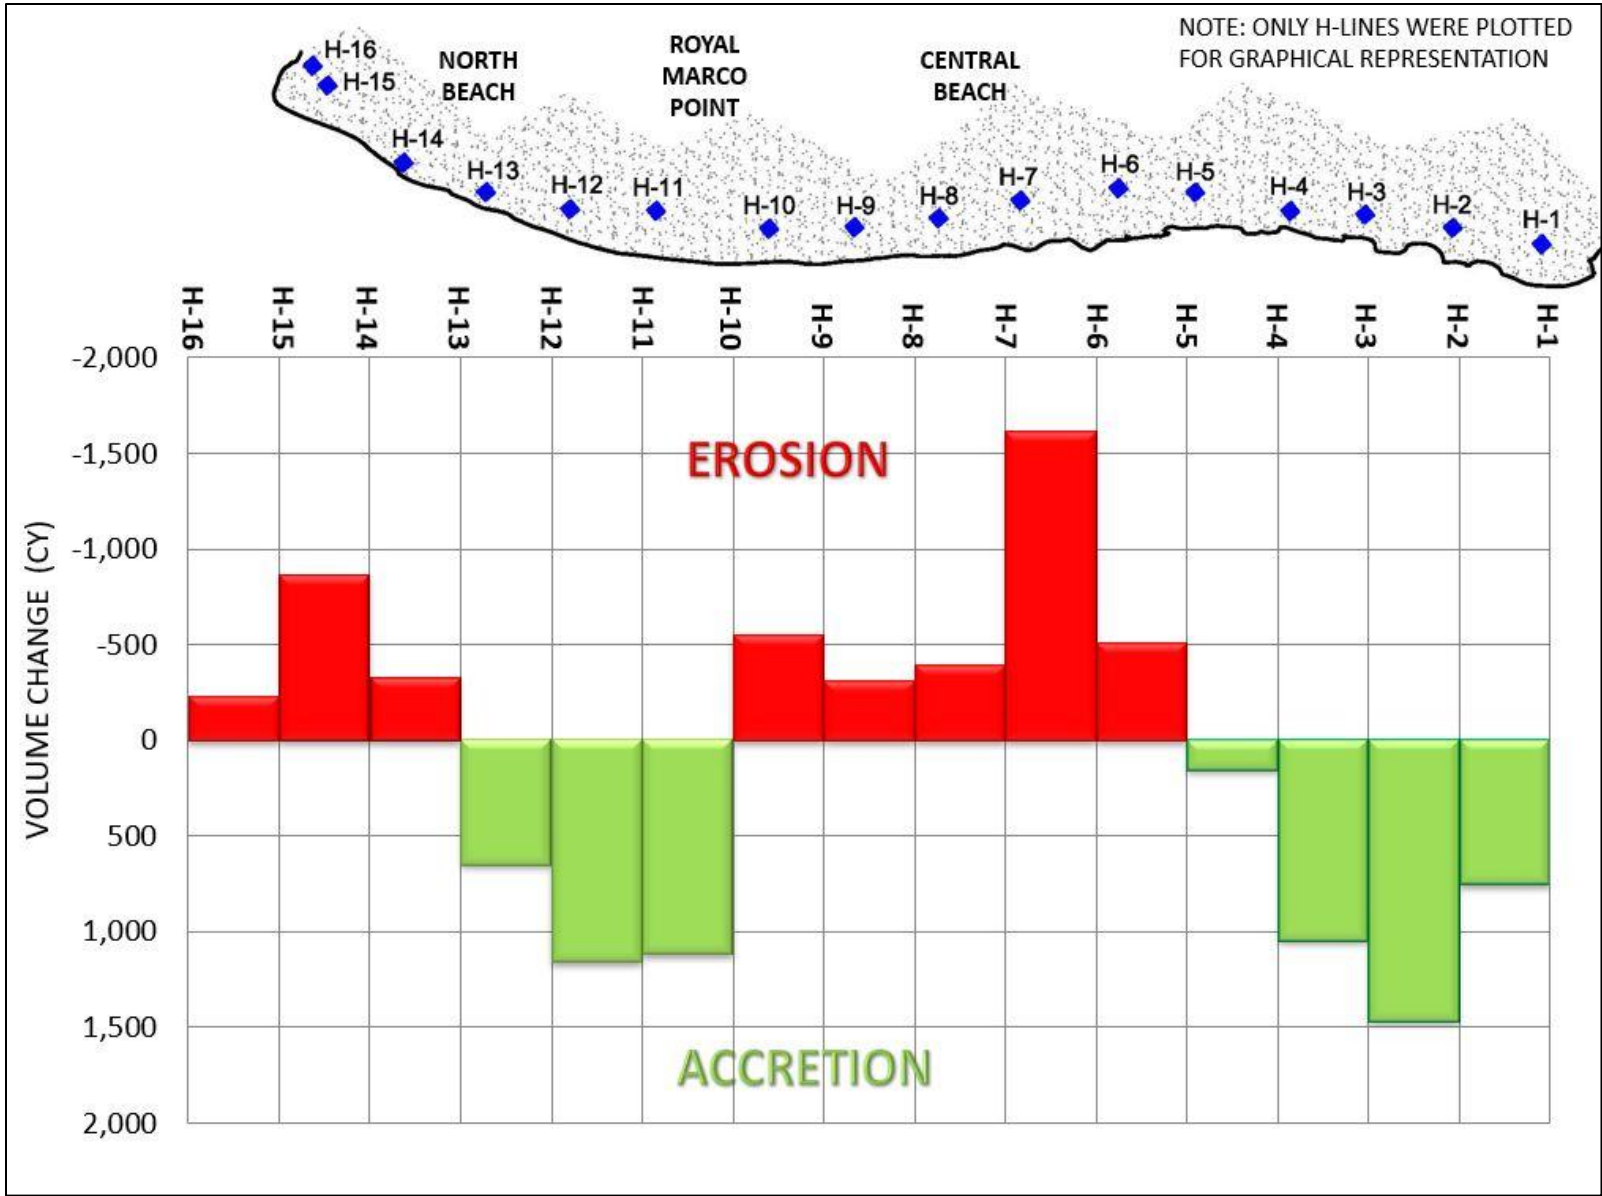 NOTE: ONLY H-LINES WERE PLOTTED
FOR GRAPHICAL REPRESENTATION
NORTH
BEACH
ROYAL
MARCO
POINT
CENTRAL
BEACH
H-16
H-15
H-14
H-13
H-12
H-11
H-10
H-9
H-8
H-7
H-6
H-5
H-4
H-3
H-2
H-1
H-16
H-15
H-14
H-13
H-12
H-11
H-10
H-9
H-8
H-7
H-6
H-5
H-4
H-3
H-2
H-1
VOLUME CHANGE (CY)
-2,000
-1,500
-1,000
-500
0
500
1,000
1,500
2,000
EROSION
ACCRETION